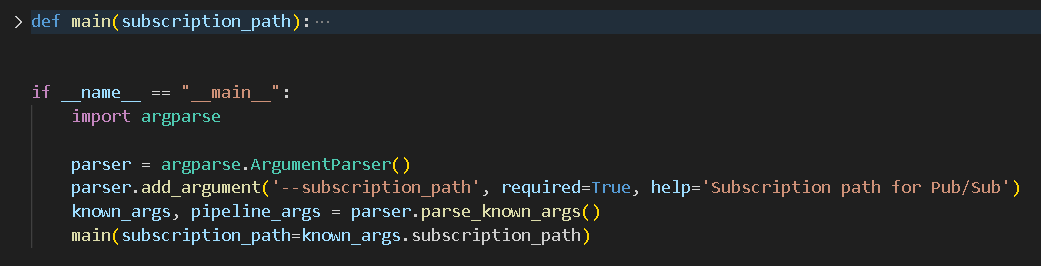 def main(subscription_path):···
if __name__ == "__main__":
    import argparse
    parser = argparse.ArgumentParser()
    parser.add_argument('--subscription_path', required=True, help='Subscription path for Pub/Sub')
    known_args, pipeline_args = parser.parse_known_args()
    main(subscription_path=known_args.subscription_path)